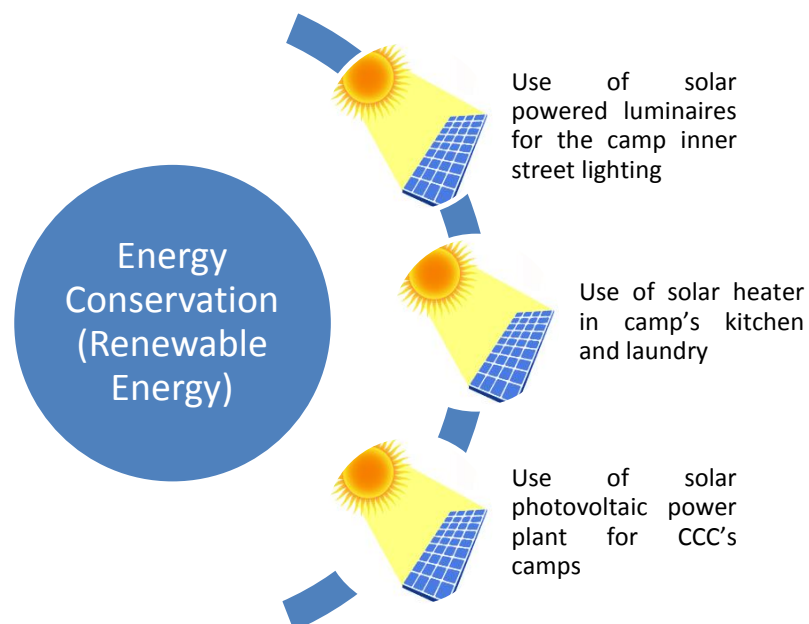 Energy
Conservation
(Renewable
Energy)
Use of solar
powered luminaires
for the camp inner
street lighting
Use of solar heater
in camp’s kitchen
and laundry
Use of solar
photovoltaic power
plant for CCC’s
camps